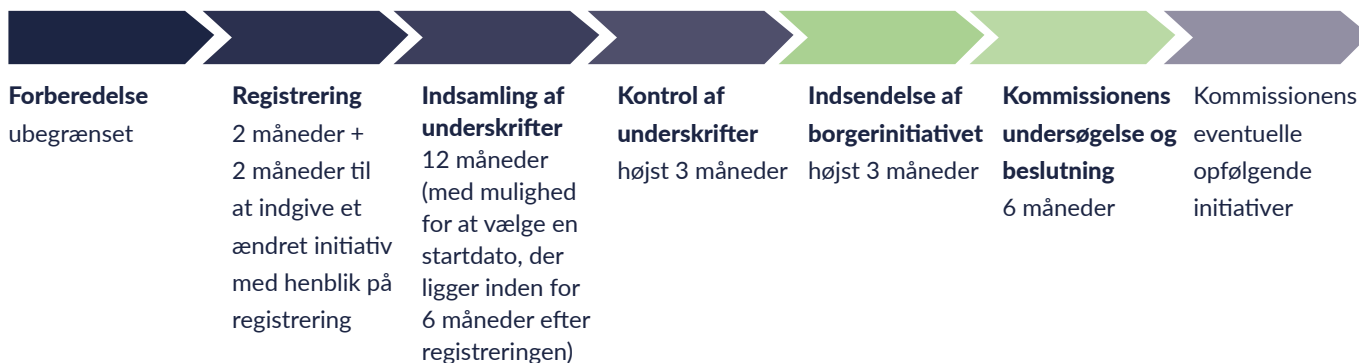 Forberedelse
ubegrænset
Registrering
2 måneder +
2 måneder til
at indgive et
ændret initiativ
med henblik på
registrering
Indsamling af
underskrifter
12 måneder
(med mulighed
for at vælge en
startdato, der
ligger inden for
6 måneder efter
registreringen)
Kontrol af
underskrifter
højst 3 måneder
Indsendelse af
borgerinitiativet
højst 3 måneder
Kommissionens
undersøgelse og
beslutning
6 måneder
Kommissionens
eventuelle
opfølgende
initiativer